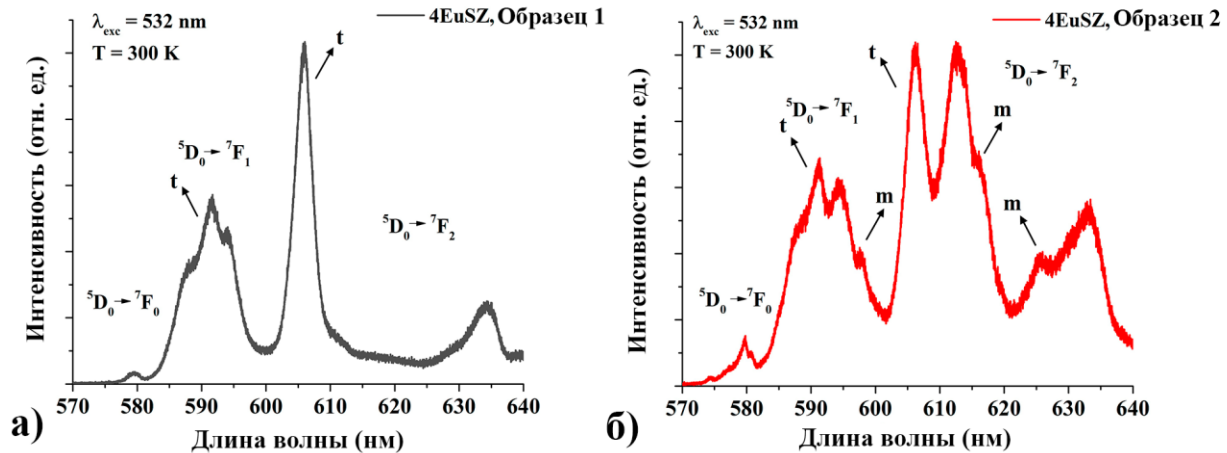 λexc = 532 nm
T = 300 K
4EuSZ, Образец 1
t
⁵D₀→ ⁷F₁
t
⁵D₀→ ⁷F₂
⁵D₀→ ⁷F₀
Интенсивность (отн. ед.)
570 580 590 600 610 620 630 640
Длина волны (нм)
а)
λexc = 532 nm
T = 300 K
4EuSZ, Образец 2
t
⁵D₀→ ⁷F₂
⁵D₀→ ⁷F₁
m
t
m
m
⁵D₀→ ⁷F₀
Интенсивность (отн. ед.)
570 580 590 600 610 620 630 640
Длина волны (нм)
б)